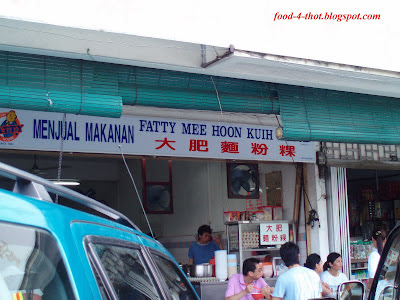 food-4-thot.blogspot.com
MENJUAL MAKANAN FATTY MEE HOON KUIH
大肥麵粉粿
大肥
麵粉粿